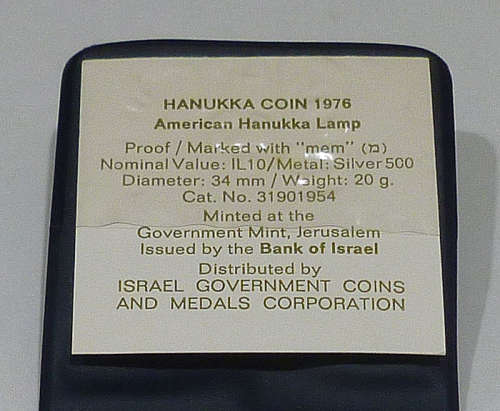 HANUKKA COIN 1976
American Hanukka Lamp
Proof / Marked with "mem" (מ)
Nominal Value: IL10/Metal: Silver 500
Diameter: 34 mm / Weight: 20 g.
Cat. No. 31901954
Minted at the
Government Mint, Jerusalem
Issued by the Bank of Israel
Distributed by
ISRAEL GOVERNMENT COINS
AND MEDALS CORPORATION